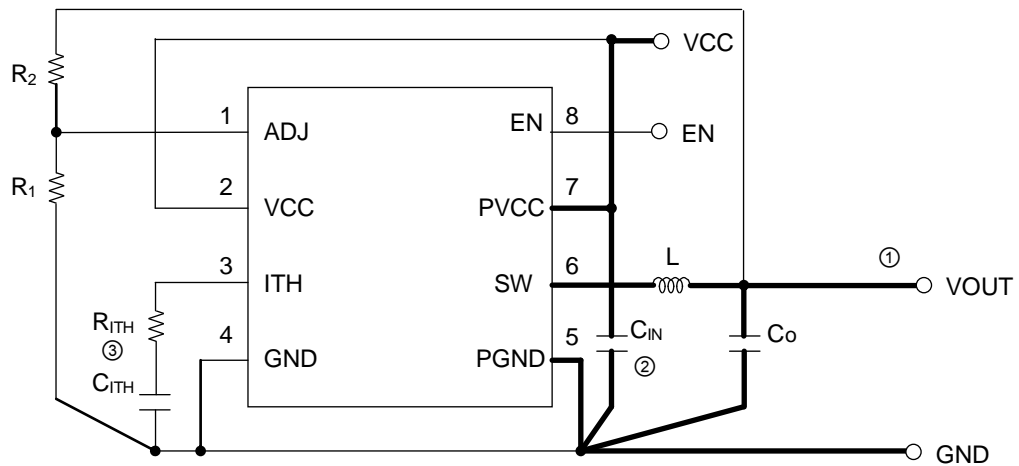 VCC
R2
1
ADJ
EN
8
EN
R1
2
VCC
PVCC
7
3
ITH
SW
6
L
①
VOUT
RITH
③
CITH
4
GND
PGND
5
CIN
②
Co
GND